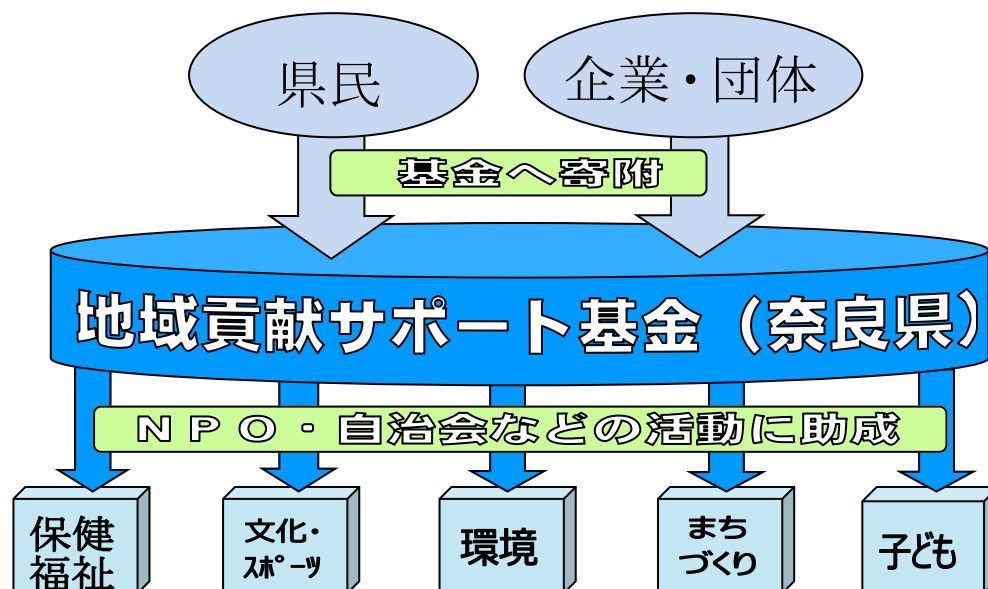 県民
企業・団体
基金へ寄附
地域貢献サポート基金（奈良県）
ＮＰＯ・自治会などの活動に助成
保健
福祉
文化・
ｽﾎﾟｰﾂ
環境
まち
づくり
子ども